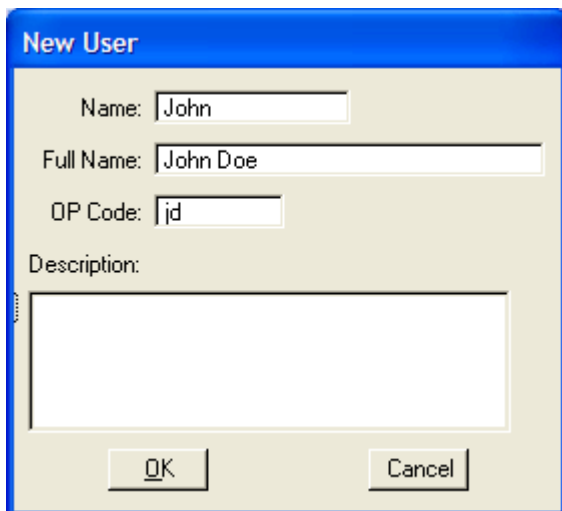 New User
Name: John
Full Name: John Doe
OP Code: jd
Description:
OK Cancel